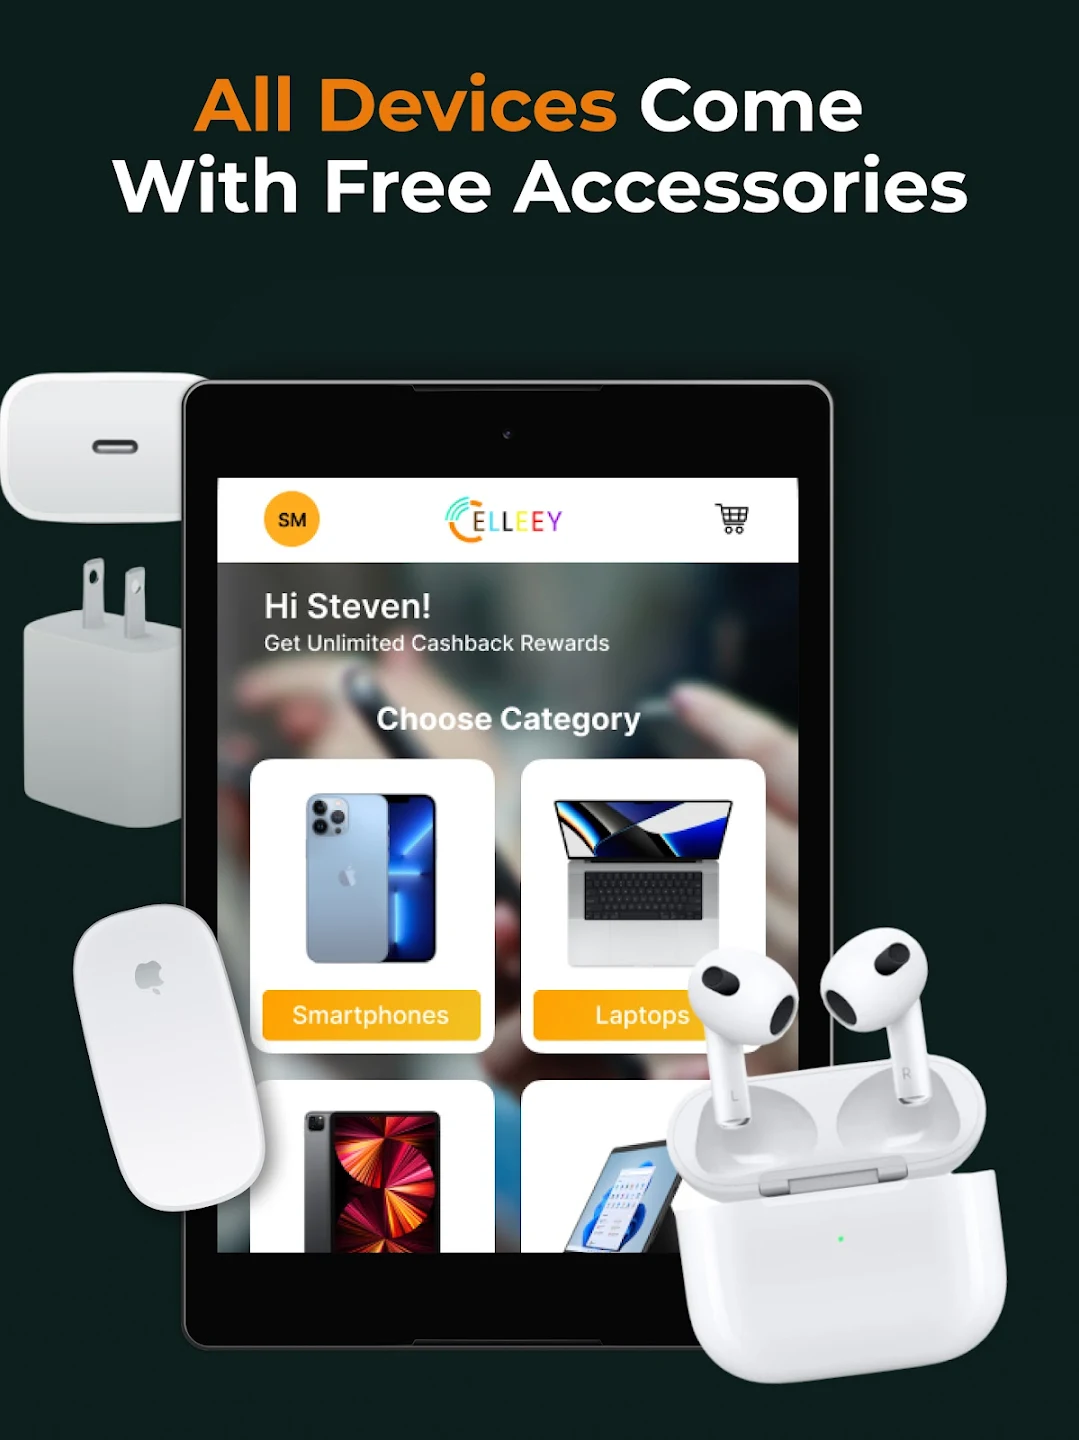 All Devices Come
With Free Accessories
SM
ELLEEY
Hi Steven!
Get Unlimited Cashback Rewards
Choose Category
Smartphones
Laptops
L
R